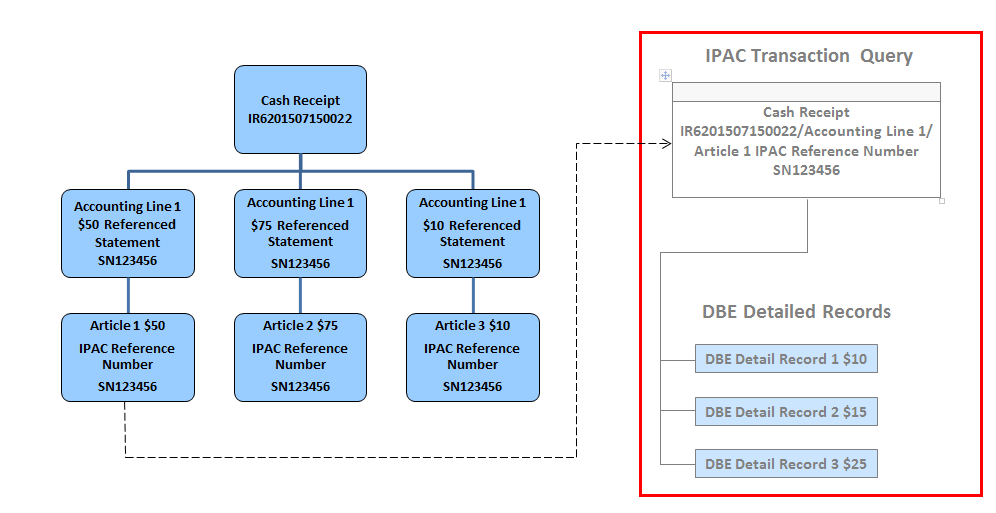 IPAC Transaction Query
Cash Receipt
IR6201507150022
Cash Receipt
IR6201507150022/Accounting Line 1/
Article 1 IPAC Reference Number
SN123456
Accounting Line 1
$50 Referenced
Statement
SN123456
Accounting Line 1
$75 Referenced
Statement
SN123456
Accounting Line 1
$10 Referenced
Statement
SN123456
Article 1 $50
IPAC Reference
Number
SN123456
Article 2 $75
IPAC Reference
Number
SN123456
Article 3 $10
IPAC Reference
Number
SN123456
DBE Detailed Records
DBE Detail Record 1 $10
DBE Detail Record 2 $15
DBE Detail Record 3 $25